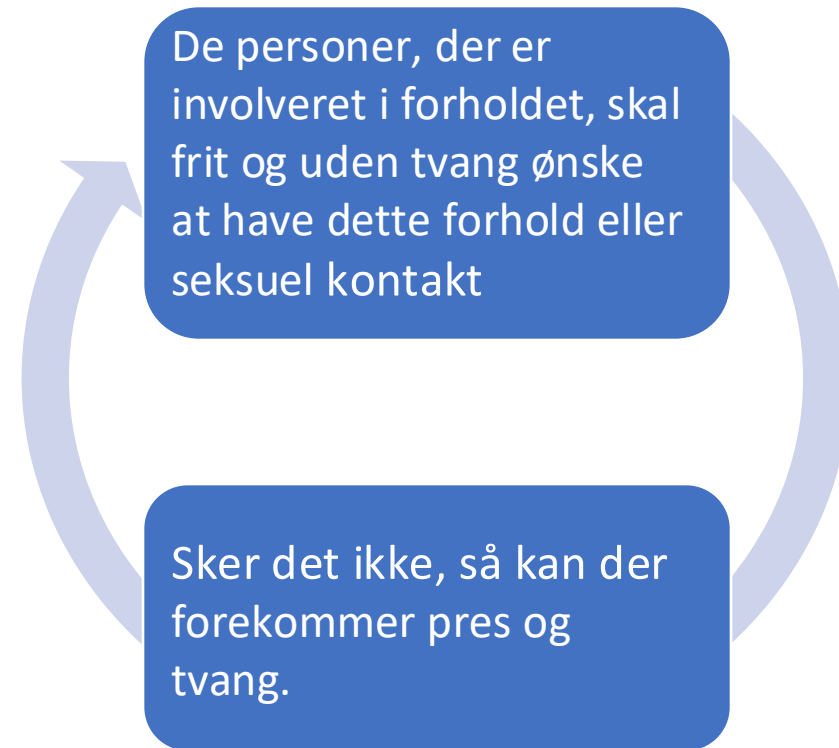 De personer, der er
involveret i forholdet, skal
frit og uden tvang ønske
at have dette forhold eller
seksuel kontakt
Sker det ikke, så kan der
forekommer pres og
tvang.